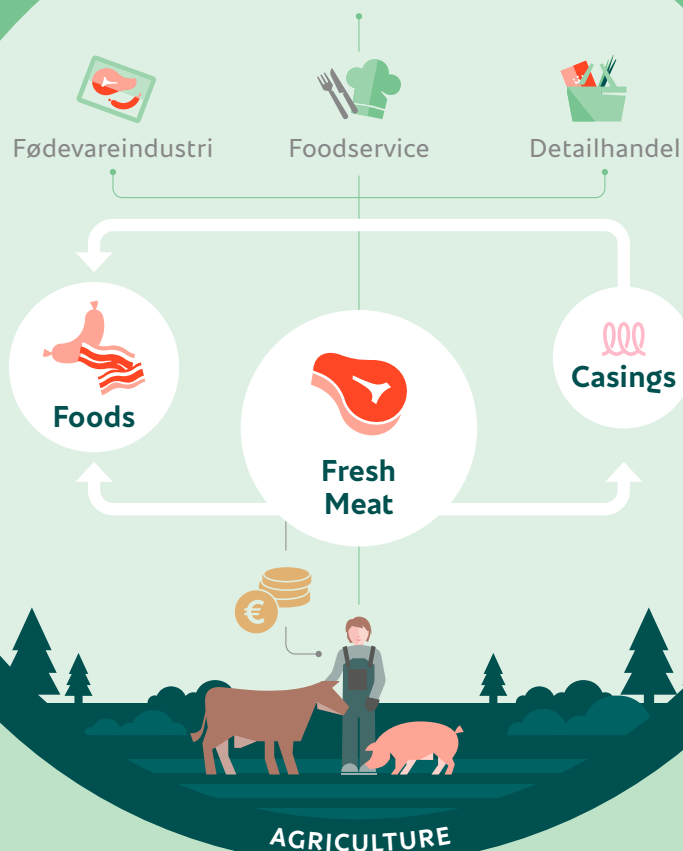 Fødevareindustri
Foodservice
Detailhandel
Foods
Casings
Fresh
Meat
€
AGRICULTURE